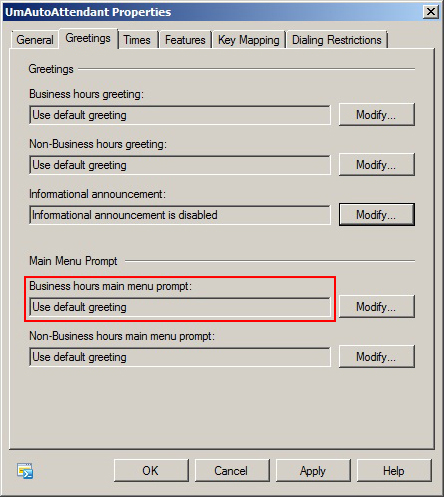 UmAutoAttendant Properties
General Greetings Times Features Key Mapping Dialing Restrictions
Greetings
Business hours greeting:
Use default greeting Modify...
Non-Business hours greeting:
Use default greeting Modify...
Informational announcement:
Informational announcement is disabled Modify...
Main Menu Prompt
Business hours main menu prompt:
Use default greeting Modify...
Non-Business hours main menu prompt:
Use default greeting Modify...
OK Cancel Apply Help